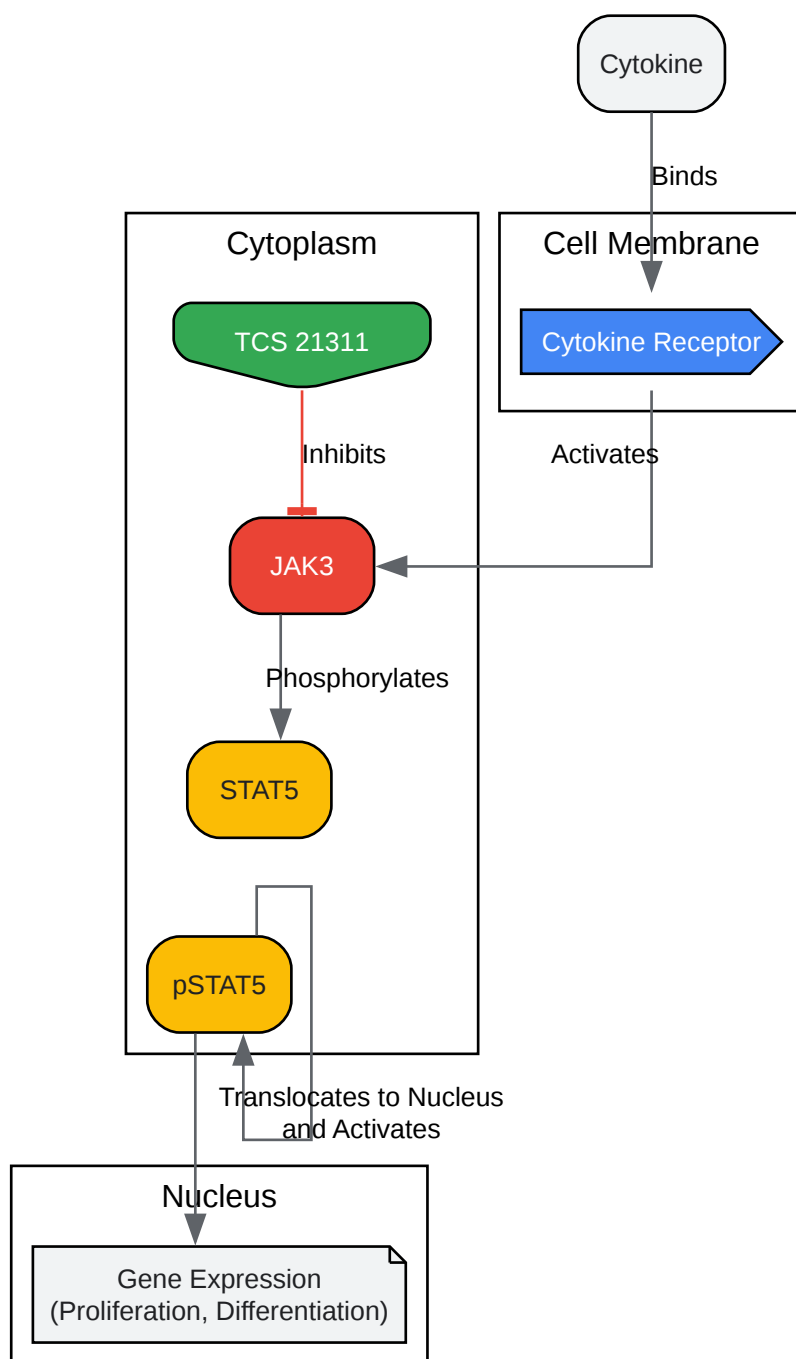 Cytokine
Binds
Cytoplasm
Cell Membrane
TCS 21311
Cytokine Receptor
Inhibits
Activates
JAK3
Phosphorylates
STAT5
pSTAT5
Translocates to Nucleus
and Activates
Nucleus
Gene Expression
(Proliferation, Differentiation)